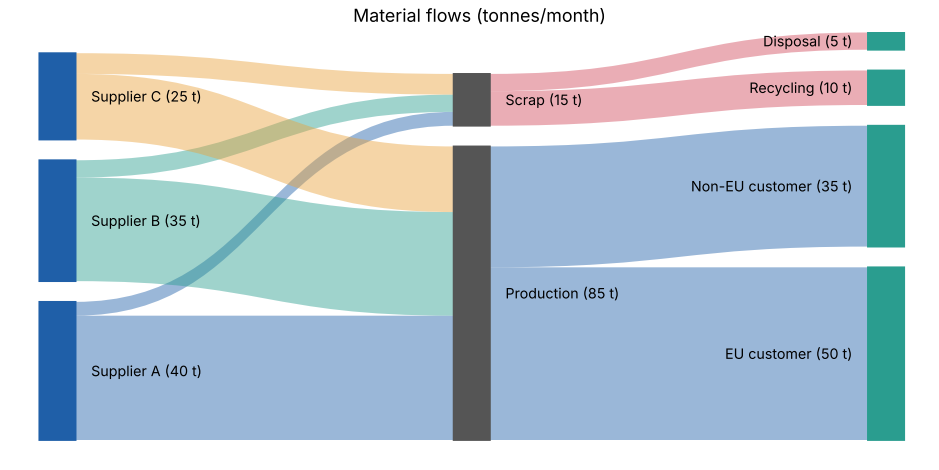 Material flows (tonnes/month)
Supplier C (25 t)
Supplier B (35 t)
Supplier A (40 t)
Scrap (15 t)
Production (85 t)
Disposal (5 t)
Recycling (10 t)
Non-EU customer (35 t)
EU customer (50 t)